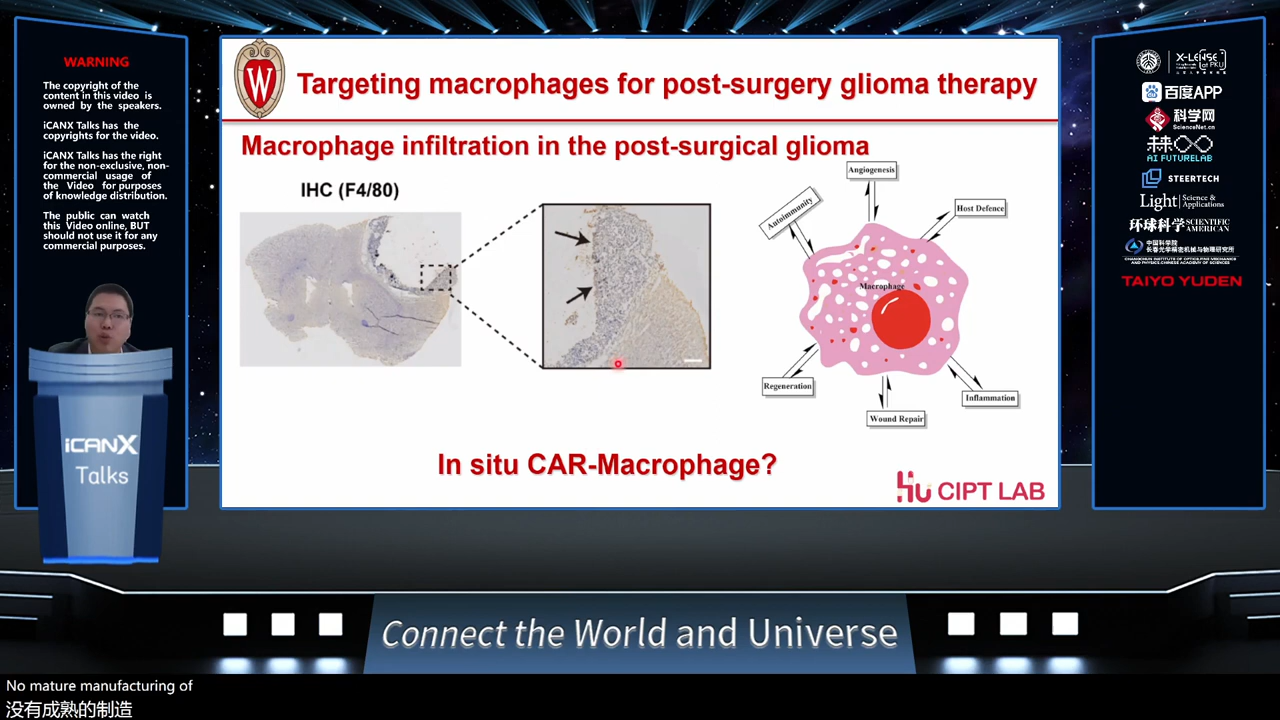 WARNING
The copyright of the
content in this video is
owned by the speakers.
iCANX Talks has the
copyrights for the video.
iCANX Talks has the right
for the non-exclusive, non-
commercial usage of
the Video for purposes
of knowledge distribution.
The public can watch
this Video online, BUT
should not use it for any
commercial purposes.
W
Targeting macrophages for post-surgery glioma therapy
Macrophage infiltration in the post-surgical glioma
IHC (F4/80)
Angiogenesis
Autoimmunity
Host Defence
Macrophage
Regeneration
Inflammation
Wound Repair
In situ CAR-Macrophage?
Hu CIPT LAB
X-LENSE
百度APP
科学网
ScienceNet.cn
未来
AI FUTURELAB
STEERTECH
Light Science & Applications
环球科学 SCIENTIFIC AMERICAN
中国科学院
长春光学精密机械与物理研究所
CHANGCHUN INSTITUTE OF OPTICS,FINE MECHANICS
AND PHYSICS,CHINESE ACADEMY OF SCIENCES
TAIYO YUDEN
iCANX
Talks
Connect the World and Universe
No mature manufacturing of
没有成熟的制造